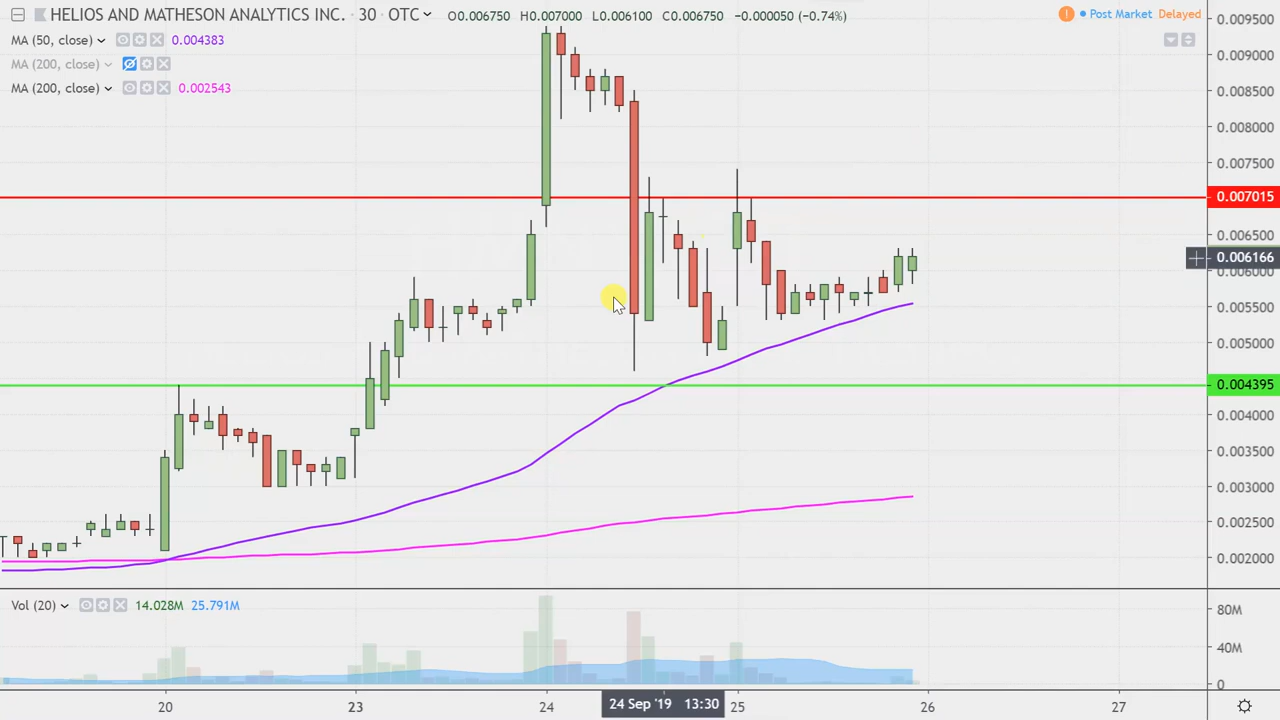 HELIOS AND MATHESON ANALYTICS INC. · 30 · OTC O0.006750 H0.007000 L0.006100 C0.006750 −0.000050 (−0.74%)
! Post Market Delayed
MA (50, close) 0.004383
MA (200, close)
MA (200, close) 0.002543
0.009500
0.009000
0.008500
0.008000
0.007500
0.007015
0.006500
0.006166
0.006000
0.005500
0.005000
0.004395
0.004000
0.003500
0.003000
0.002500
0.002000
Vol (20) 14.028M 25.791M
80M
40M
0
20 23 24 24 Sep '19 13:30 25 26 27